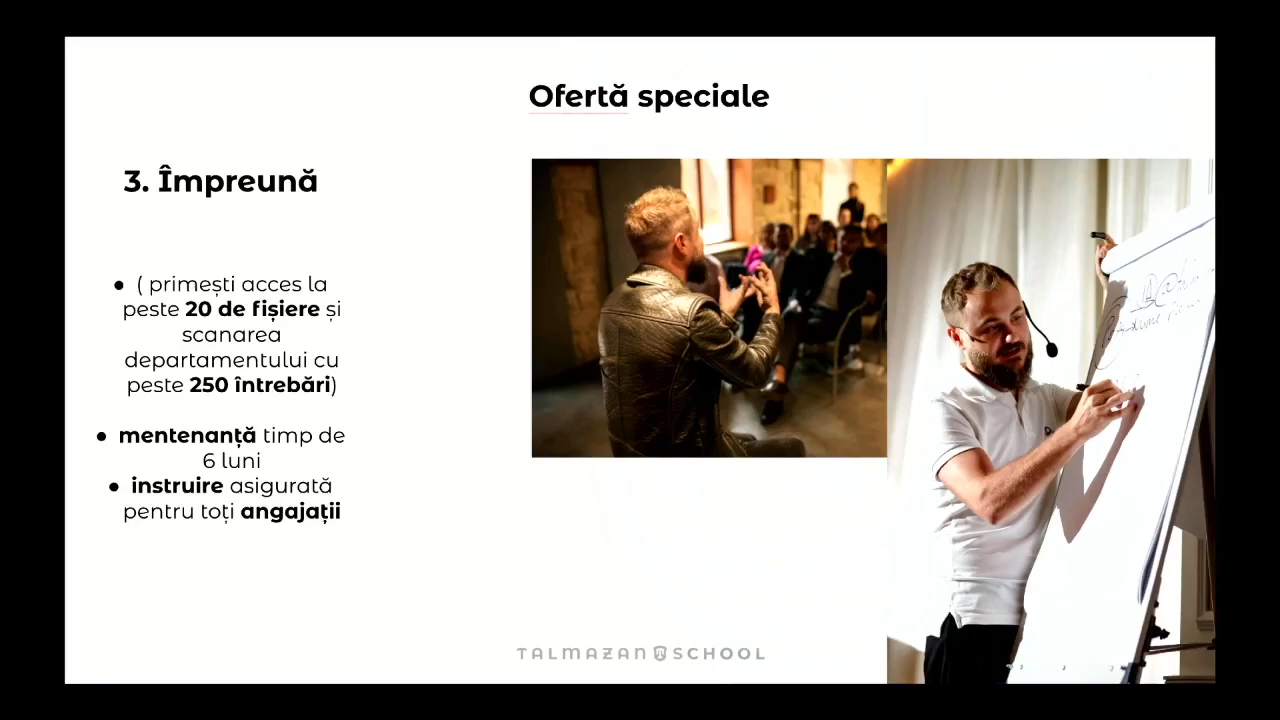 Ofertă speciale
3. Împreună
● ( primești acces la
peste 20 de fișiere și
scanarea
departamentului cu
peste 250 întrebări)
● mentenanță timp de
6 luni
● instruire asigurată
pentru toți angajații
TALMAZAN SCHOOL